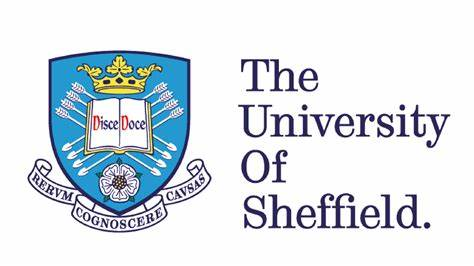 Disce Doce
RERVM
COGNOSCERE
CAVSAS
The
University
Of
Sheffield.